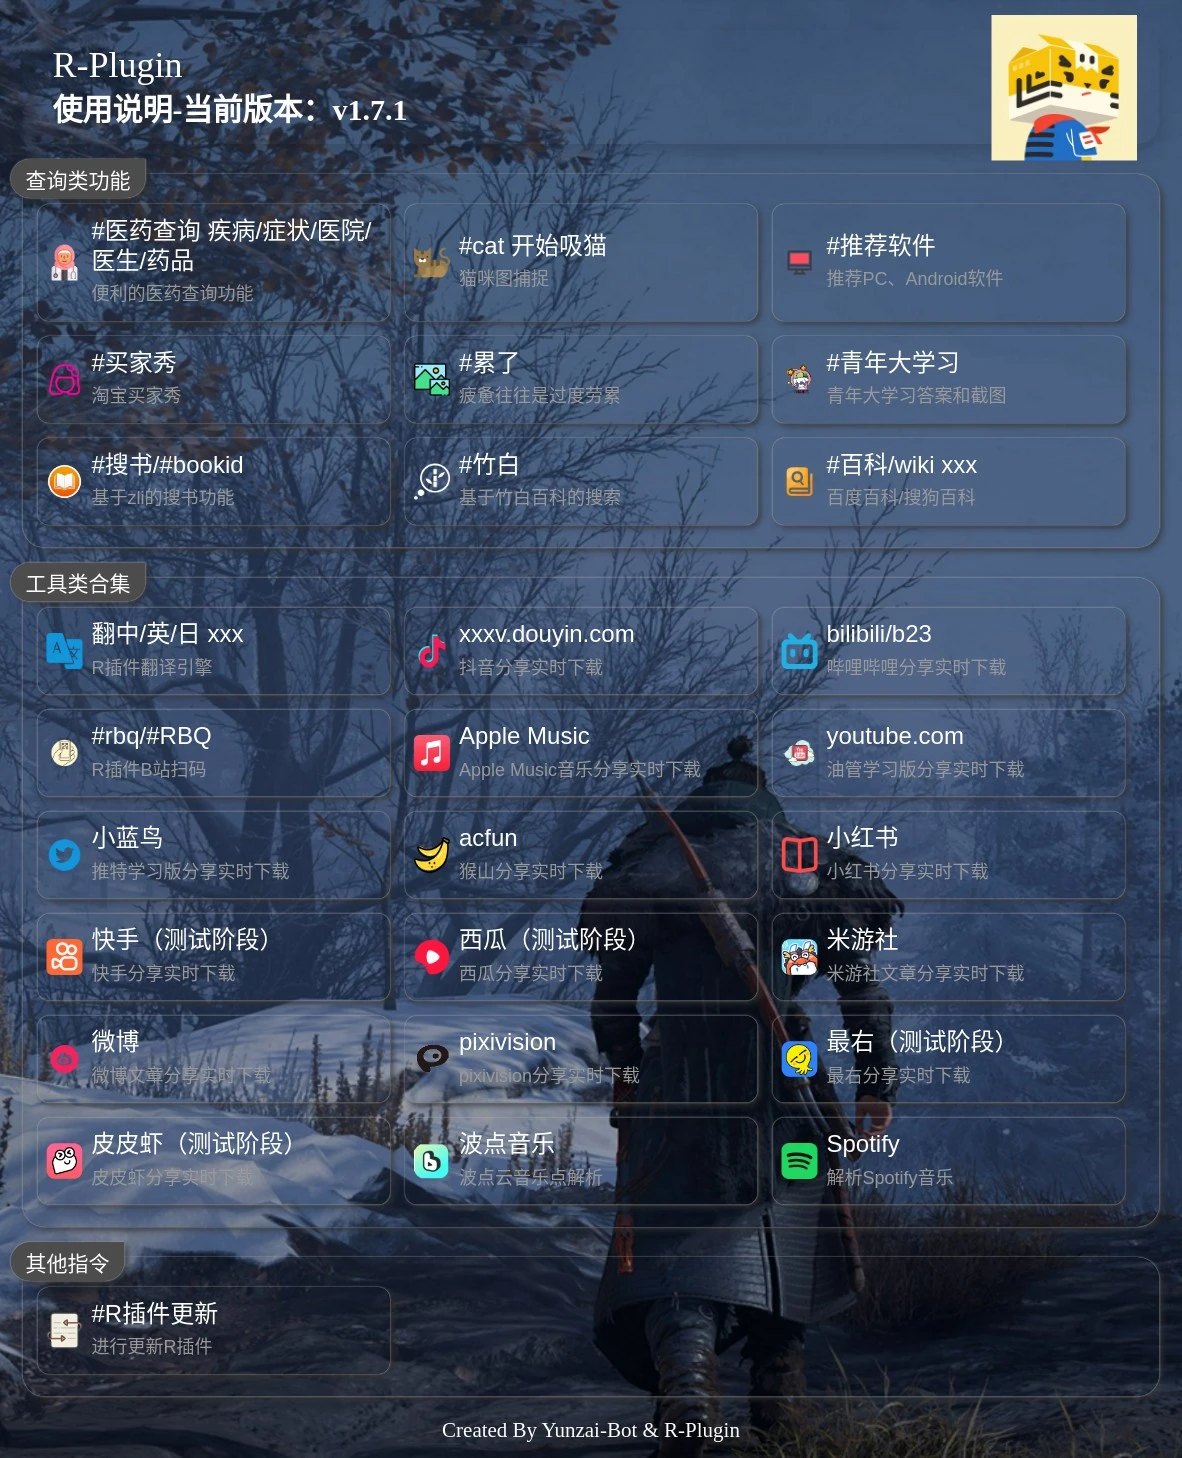 R-Plugin
使用说明-当前版本：v1.7.1
查询类功能
#医药查询 疾病/症状/医院/
医生/药品
便利的医药查询功能
#cat 开始吸猫
猫咪图捕捉
#推荐软件
推荐PC、Android软件
#买家秀
淘宝买家秀
#累了
疲惫往往是过度劳累
#青年大学习
青年大学习答案和截图
#搜书/#bookid
基于zli的搜书功能
#竹白
基于竹白百科的搜索
#百科/wiki xxx
百度百科/搜狗百科
工具类合集
翻中/英/日 xxx
R插件翻译引擎
xxxv.douyin.com
抖音分享实时下载
bilibili/b23
哔哩哔哩分享实时下载
#rbq/#RBQ
R插件B站扫码
Apple Music
Apple Music音乐分享实时下载
youtube.com
油管学习版分享实时下载
小蓝鸟
推特学习版分享实时下载
acfun
猴山分享实时下载
小红书
小红书分享实时下载
快手（测试阶段）
快手分享实时下载
西瓜（测试阶段）
西瓜分享实时下载
米游社
米游社文章分享实时下载
微博
微博文章分享实时下载
pixivision
pixivision分享实时下载
最右（测试阶段）
最右分享实时下载
皮皮虾（测试阶段）
皮皮虾分享实时下载
波点音乐
波点云音乐点解析
Spotify
解析Spotify音乐
其他指令
#R插件更新
进行更新R插件
Created By Yunzai-Bot & R-Plugin